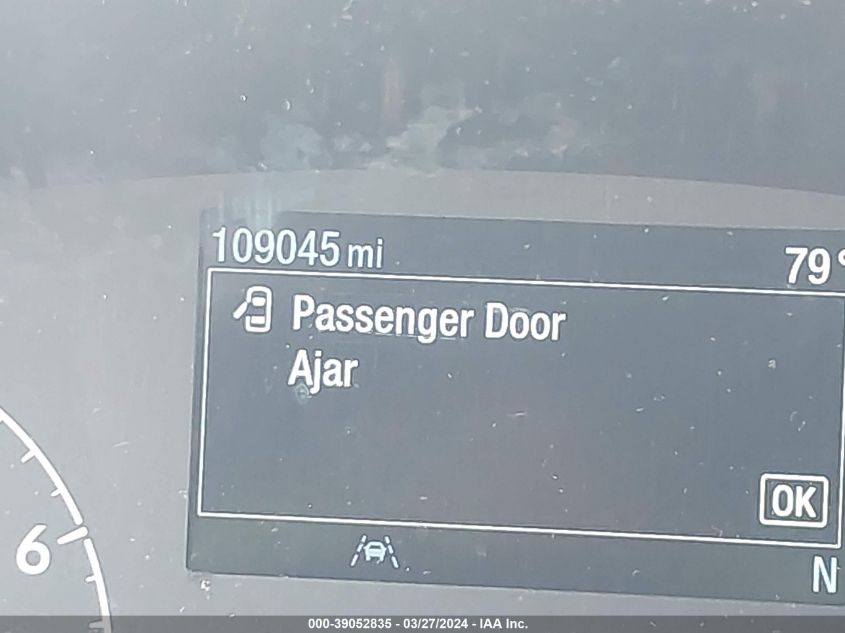 109045 mi
79°
Passenger Door
Ajar
OK
6
N
000-39052835 - 03/27/2024 - IAA Inc.